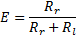 E = R_r / (R_r + R_l)